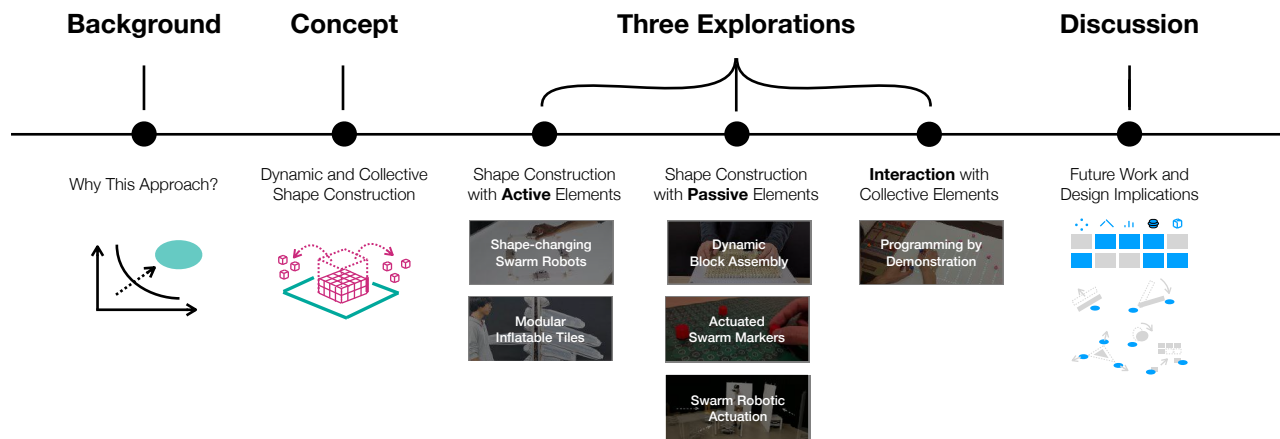 Background
Concept
Three Explorations
Discussion
Why This Approach?
Dynamic and Collective
Shape Construction
Shape Construction
with Active Elements
Shape Construction
with Passive Elements
Interaction with
Collective Elements
Future Work and
Design Implications
Shape-changing
Swarm Robots
Dynamic
Block Assembly
Programming by
Demonstration
Modular
Inflatable Tiles
Actuated
Swarm Markers
Swarm Robotic
Actuation